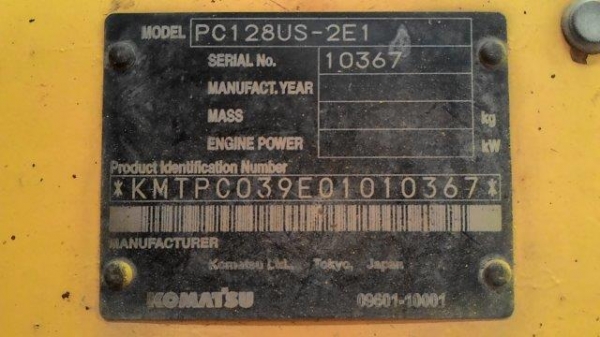 MODEL PC128US-2E1
SERIAL No. 10367
MANUFACT. YEAR
MASS kg
ENGINE POWER kW
Product Identification Number
*KMTPC039E01010367*
MANUFACTURER
Komatsu Ltd., Tokyo, Japan
KOMATSU 09601-10001